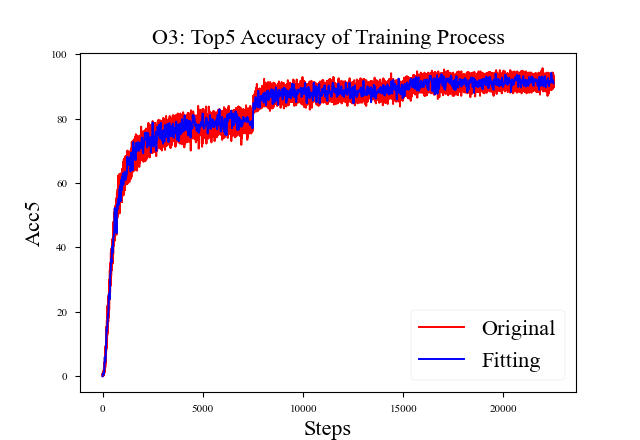 O3: Top5 Accuracy of Training Process
Acc5
100
80
60
40
20
0
0 5000 10000 15000 20000
Steps
Original
Fitting